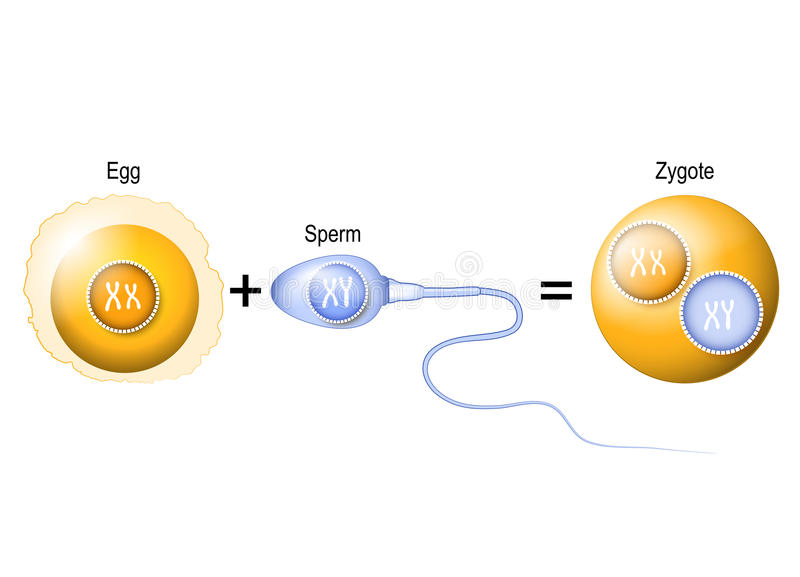 Egg
Sperm
Zygote
XX
+
XY
=
XX
XY